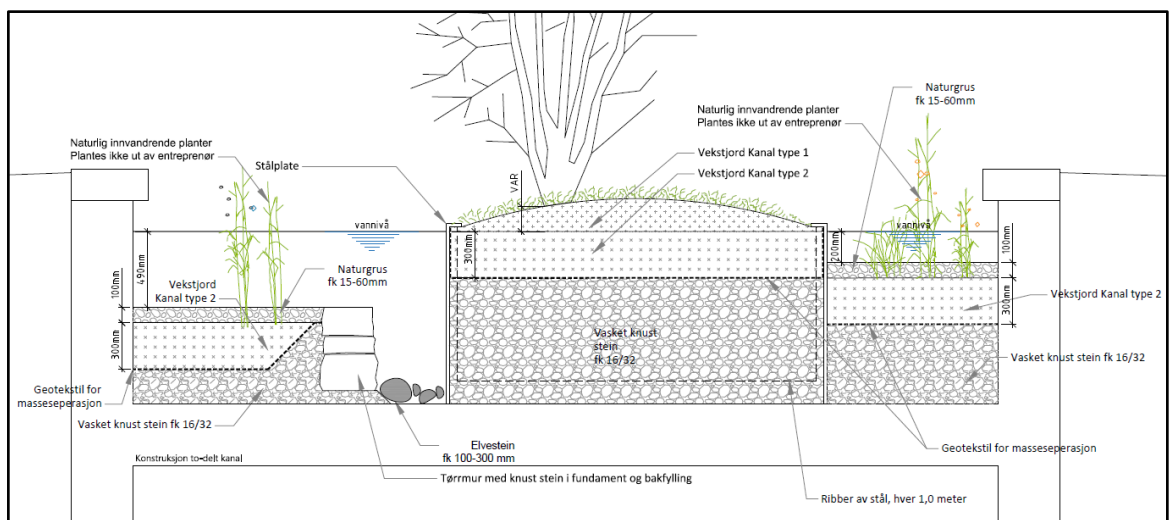 Naturgrus
fk 15-60mm
Naturlig innvandrende planter
Plantes ikke ut av entreprenør
Naturlig innvandrende planter
Plantes ikke ut av entreprenør
Stålplate
Vekstjord Kanal type 1
Vekstjord Kanal type 2
VAR
vannivå
vannivå
490mm
100mm
300mm
200mm
100mm
Naturgrus
fk 15-60mm
Vekstjord
Kanal type 2
300mm
300mm
Vekstjord Kanal type 2
Vasket knust
stein
fk 16/32
Vasket knust stein fk 16/32
Geotekstil for
masseseperasjon
Vasket knust stein fk 16/32
Elvestein
fk 100-300 mm
Geotekstil for masseseperasjon
Konstruksjon to-delt kanal
Tørrmur med knust stein i fundament og bakfylling
Ribber av stål, hver 1,0 meter